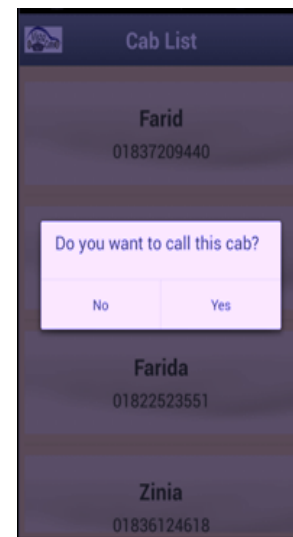 Cab List
Farid
01837209440
Do you want to call this cab?
No Yes
Farida
01822523551
Zinia
01836124618